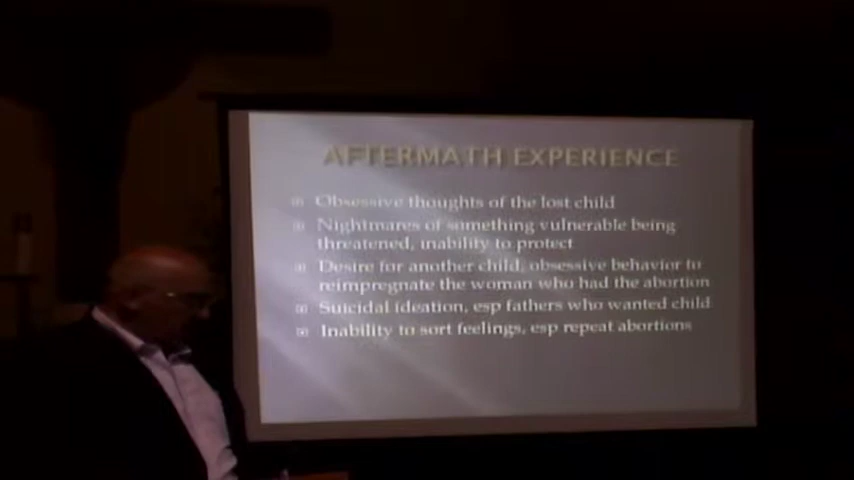 AFTERMATH EXPERIENCE
Obsessive thoughts of the lost child
Nightmares of something vulnerable being
threatened, inability to protect
Desire for another child, obsessive behavior to
reimpregnate the woman who had the abortion
Suicidal ideation, esp fathers who wanted child
Inability to sort feelings, esp repeat abortions